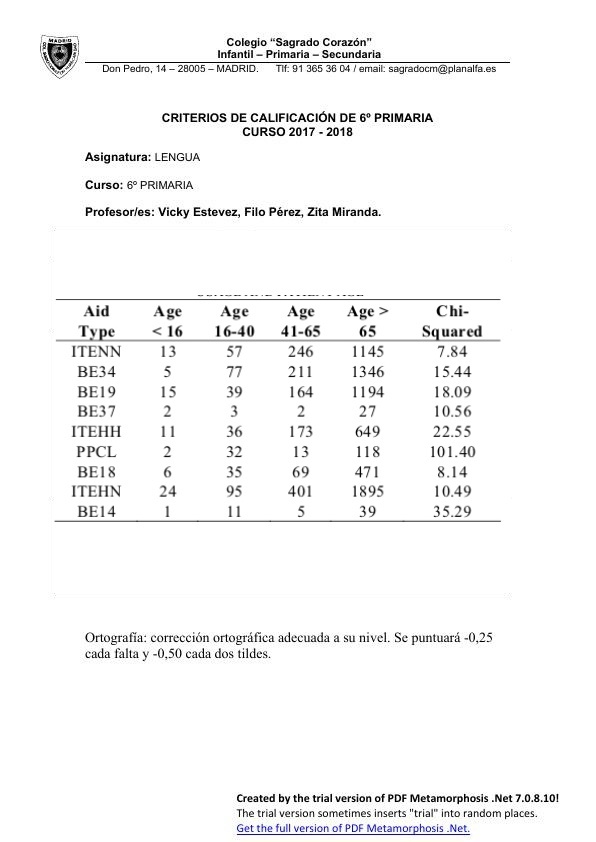 Colegio “Sagrado Corazón”
Infantil – Primaria – Secundaria
Don Pedro, 14 – 28005 – MADRID. Tlf: 91 365 36 04 / email: sagradocm@planalfa.es
MADRID
CRITERIOS DE CALIFICACIÓN DE 6º PRIMARIA
CURSO 2017 - 2018
Asignatura: LENGUA
Curso: 6º PRIMARIA
Profesor/es: Vicky Estevez, Filo Pérez, Zita Miranda.
Aid Age Age Age Age > Chi-
Type < 16 16-40 41-65 65 Squared
ITENN 13 57 246 1145 7.84
BE34 5 77 211 1346 15.44
BE19 15 39 164 1194 18.09
BE37 2 3 2 27 10.56
ITEHH 11 36 173 649 22.55
PPCL 2 32 13 118 101.40
BE18 6 35 69 471 8.14
ITEHN 24 95 401 1895 10.49
BE14 1 11 5 39 35.29
Ortografía: corrección ortográfica adecuada a su nivel. Se puntuará -0,25
cada falta y -0,50 cada dos tildes.
Created by the trial version of PDF Metamorphosis .Net 7.0.8.10!
The trial version sometimes inserts "trial" into random places.
Get the full version of PDF Metamorphosis .Net.